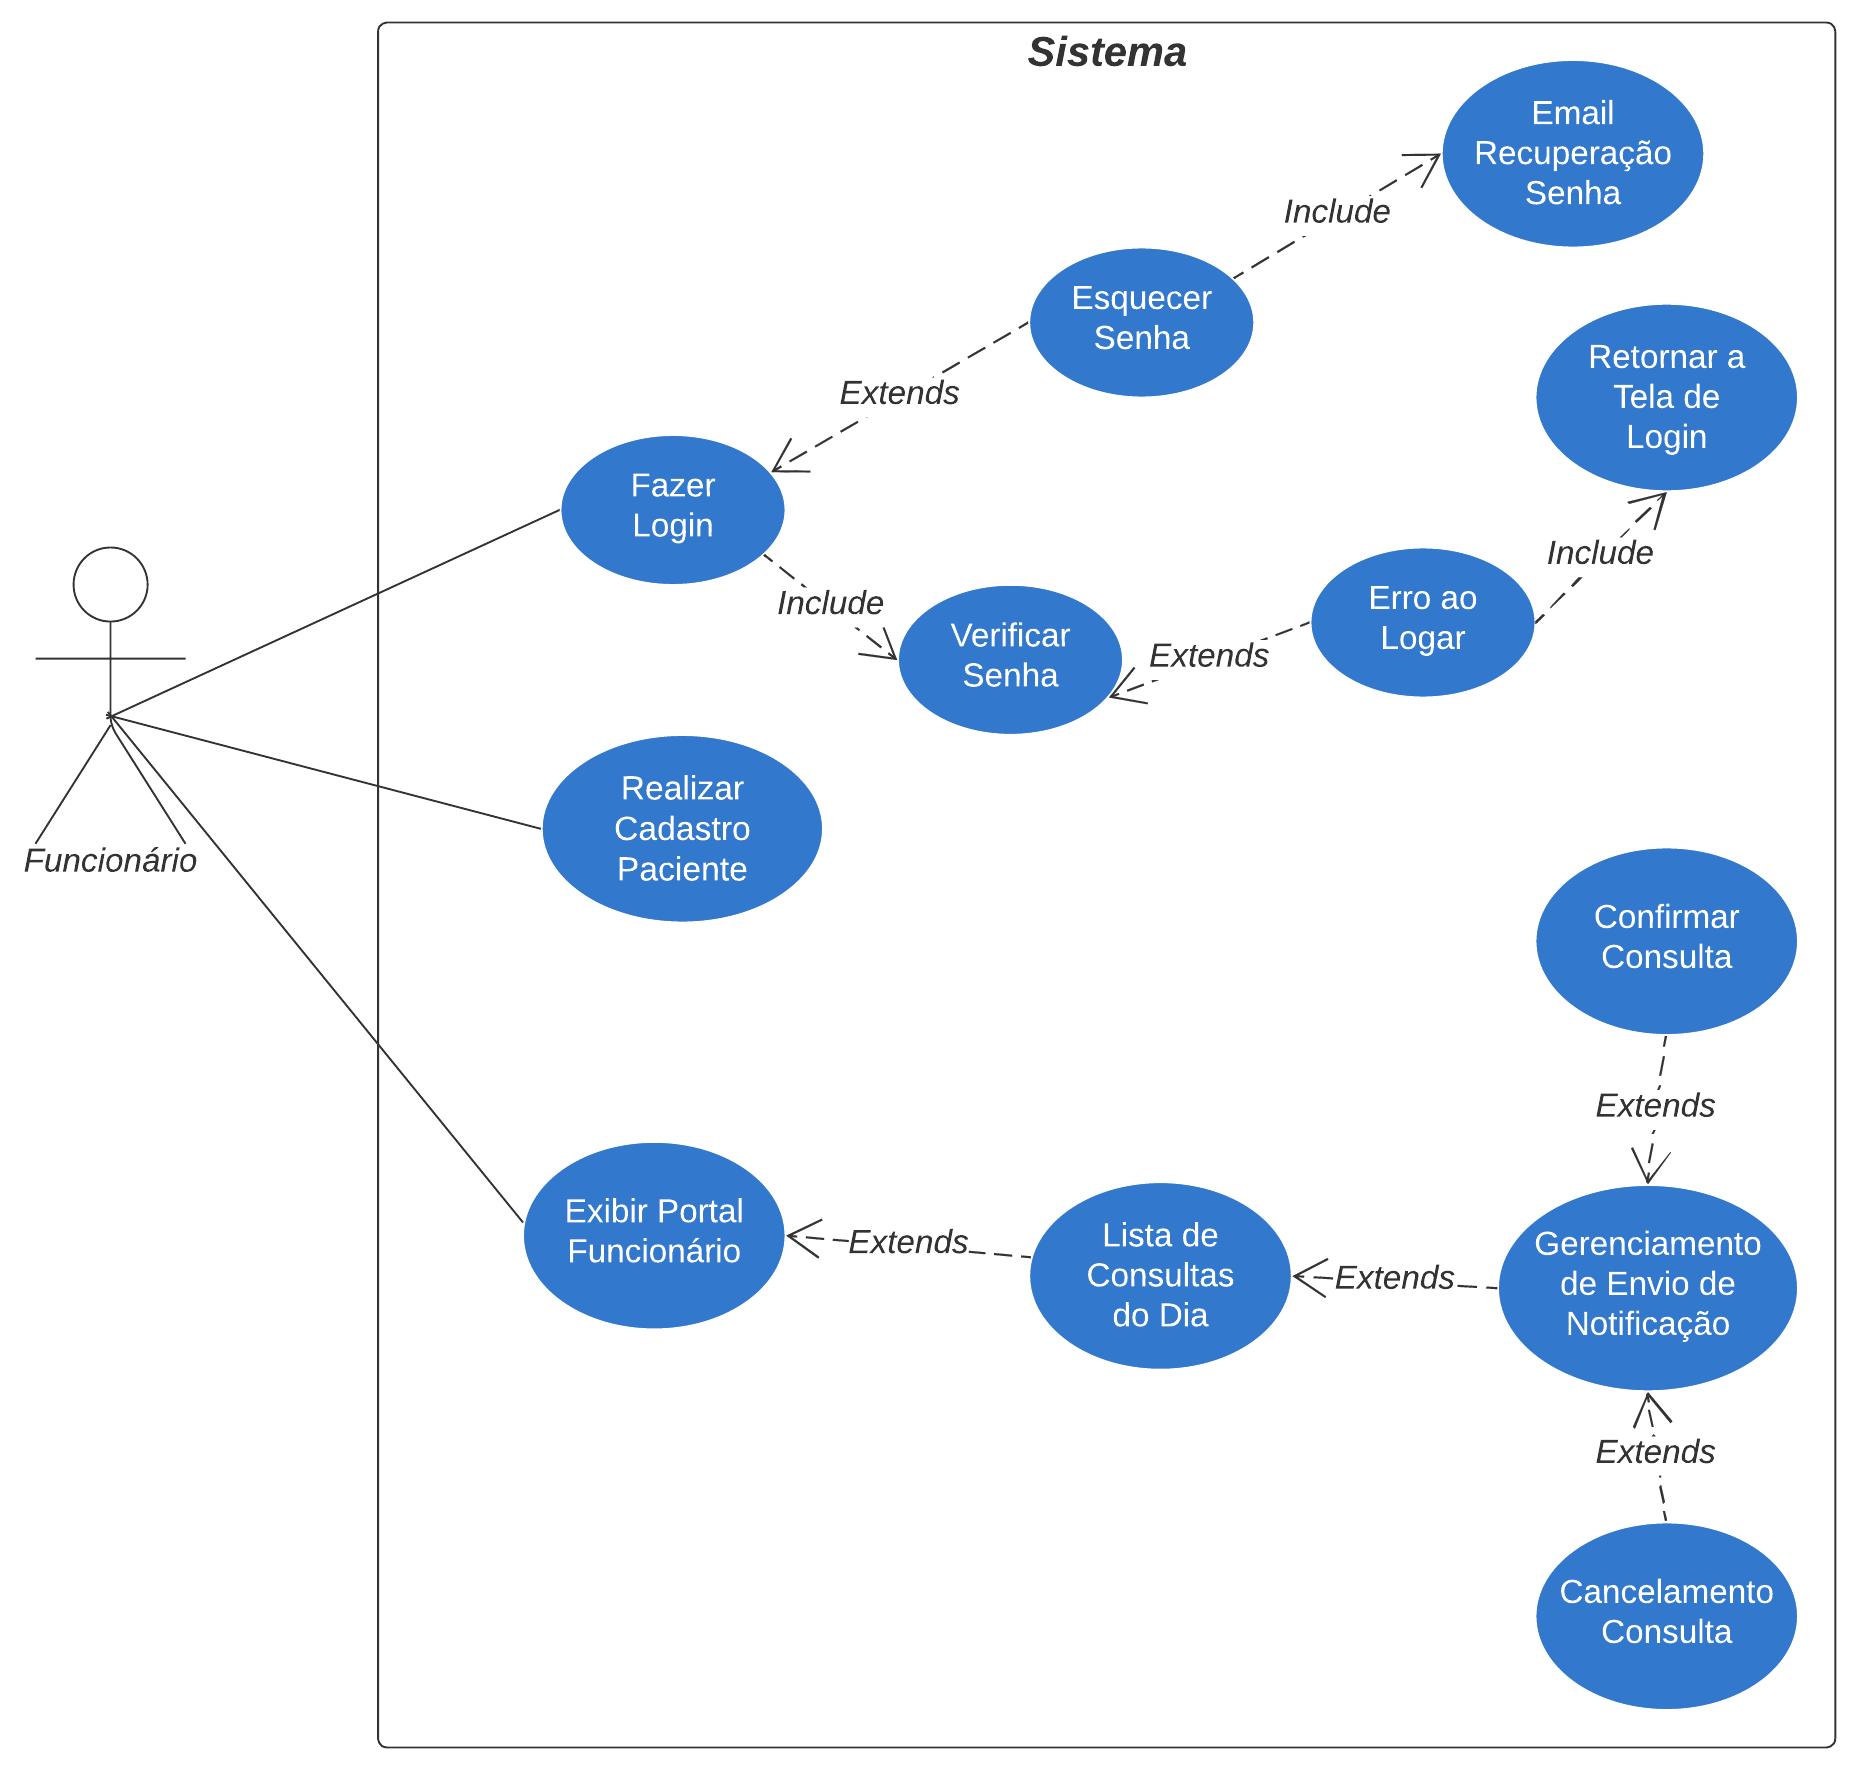 Sistema
Email
Recuperação
Senha
Include
Esquecer
Senha
Extends
Retornar a
Tela de
Login
Fazer
Login
Include
Include
Verificar
Senha
Extends
Erro ao
Logar
Funcionário
Realizar
Cadastro
Paciente
Confirmar
Consulta
Extends
Exibir Portal
Funcionário
Extends
Lista de
Consultas
do Dia
Extends
Gerenciamento
de Envio de
Notificação
Extends
Cancelamento
Consulta